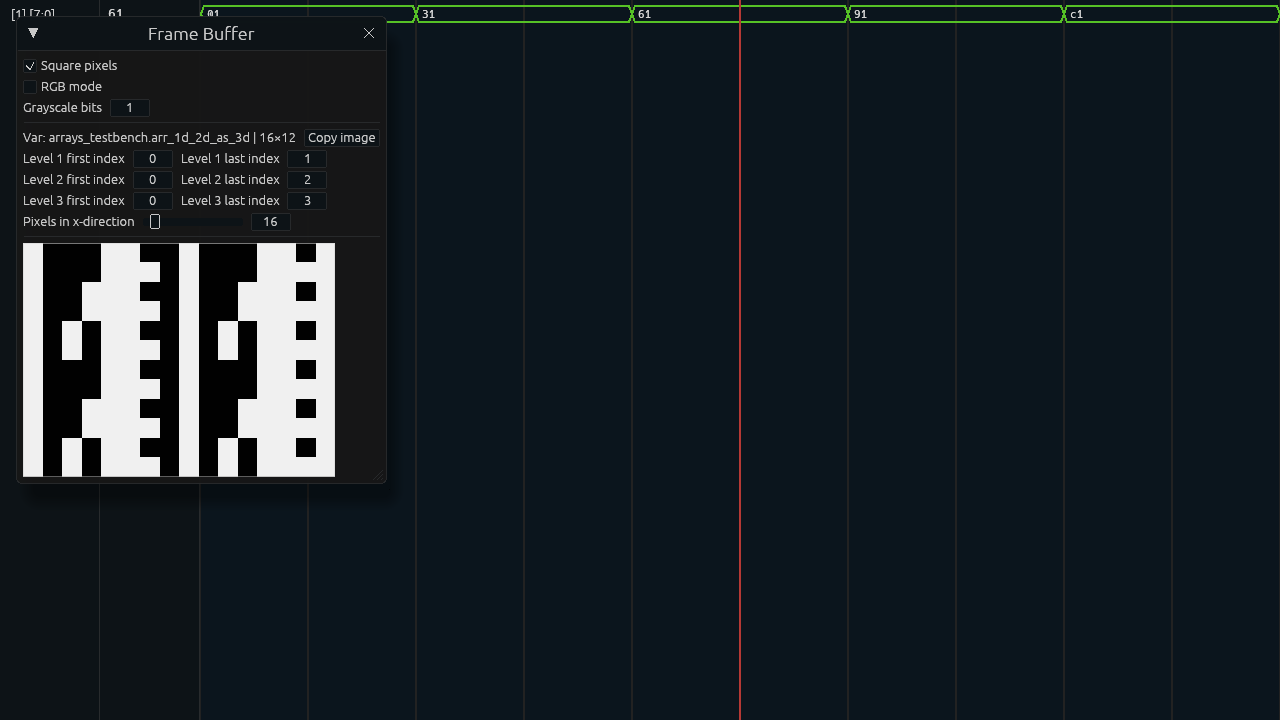 [1] [7:0] 61 01 31 61 91 c1
Frame Buffer
Square pixels
RGB mode
Grayscale bits 1
Var: arrays_testbench.arr_1d_2d_as_3d | 16×12 Copy image
Level 1 first index 0 Level 1 last index 1
Level 2 first index 0 Level 2 last index 2
Level 3 first index 0 Level 3 last index 3
Pixels in x-direction 16